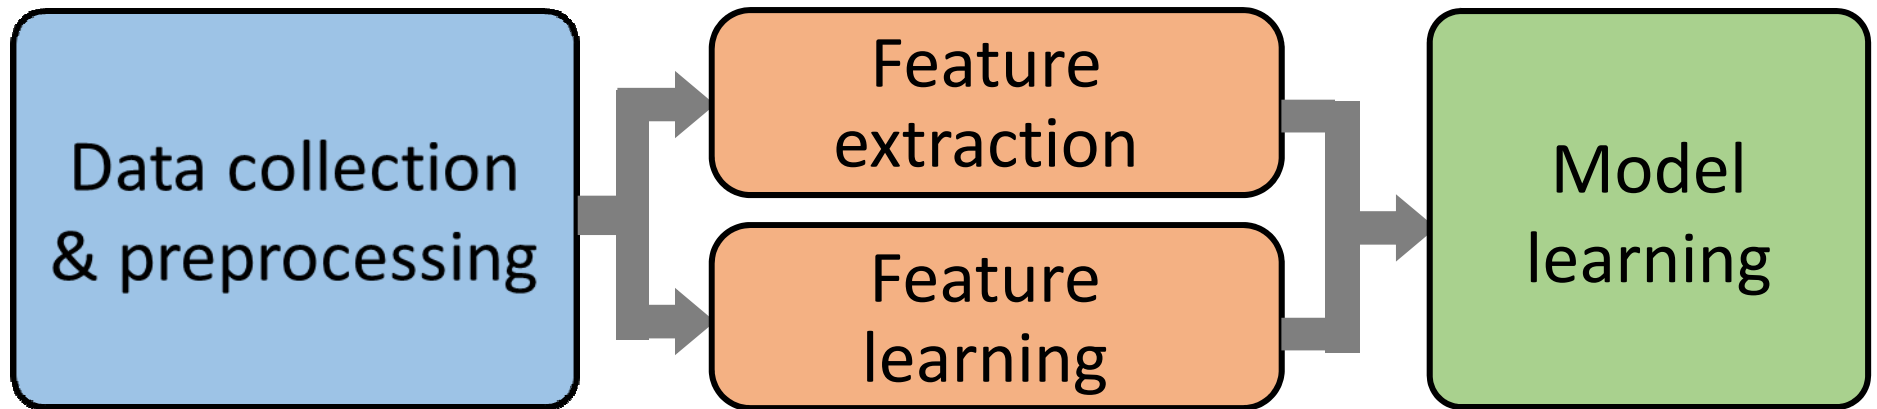 Data collection
& preprocessing
Feature
extraction
Feature
learning
Model
learning